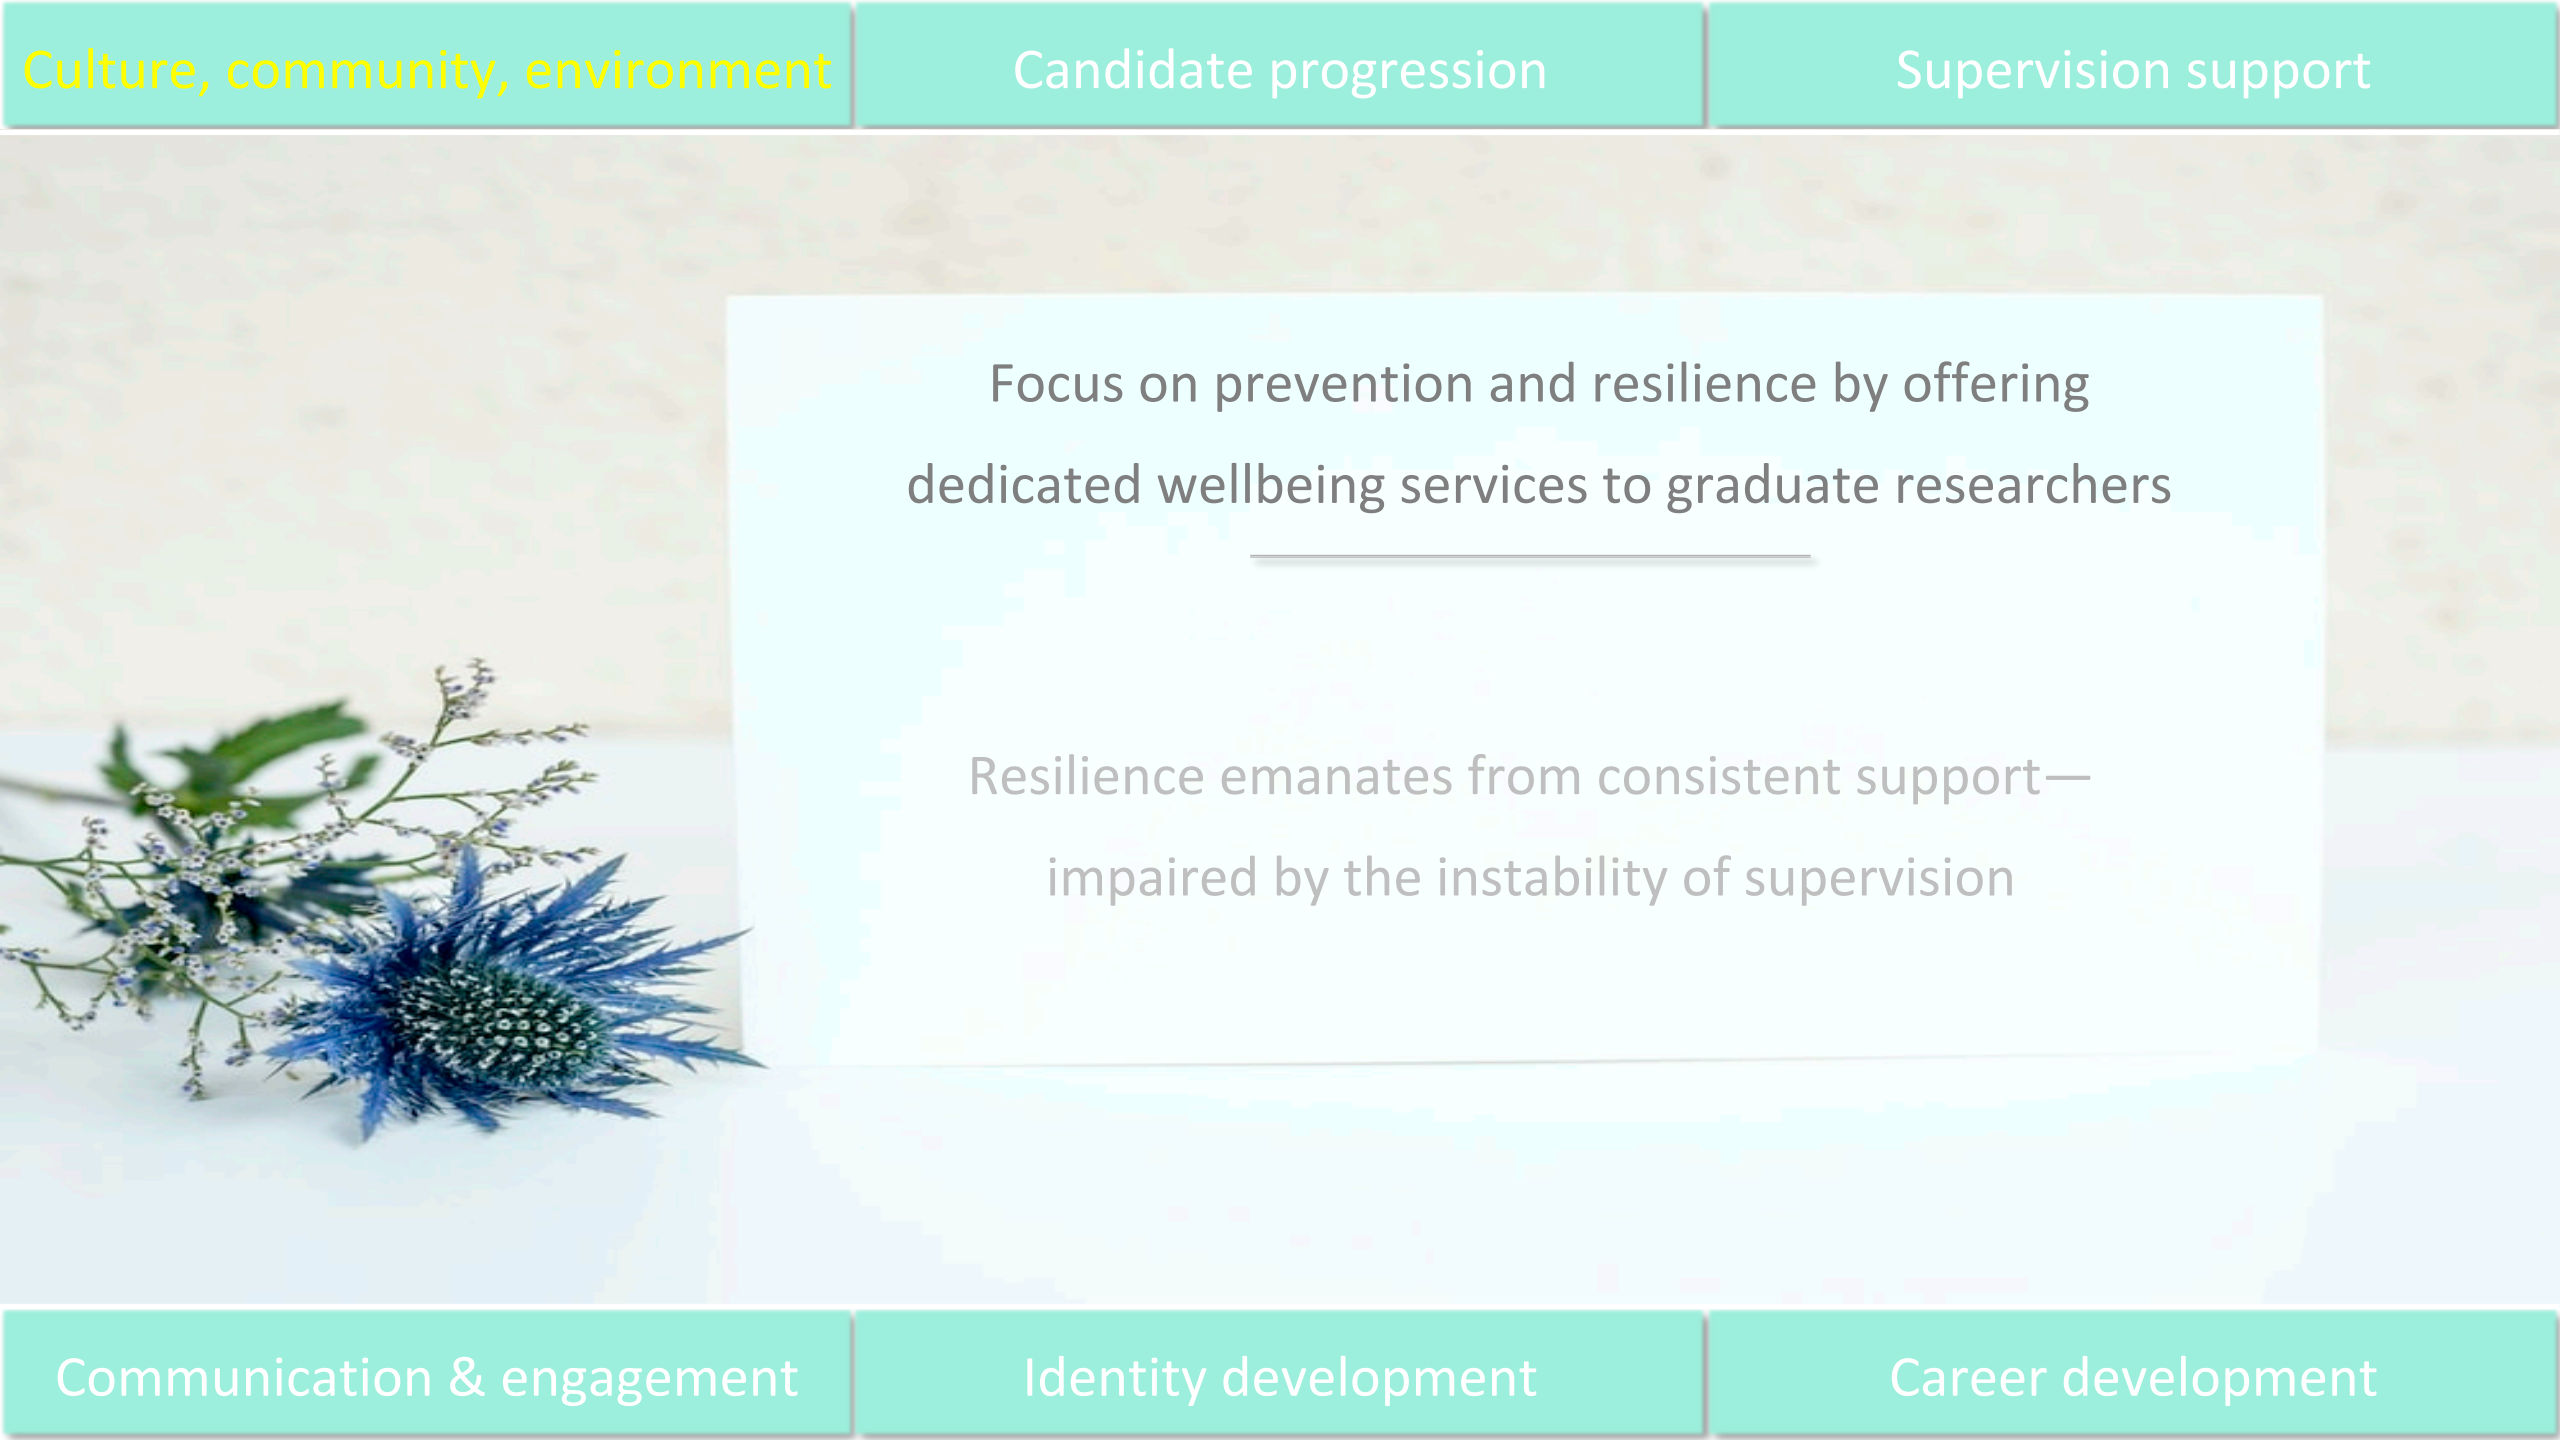 Culture, community, environment
Candidate progression
Supervision support
Focus on prevention and resilience by offering
dedicated wellbeing services to graduate researchers
Resilience emanates from consistent support—
impaired by the instability of supervision
Communication & engagement
Identity development
Career development